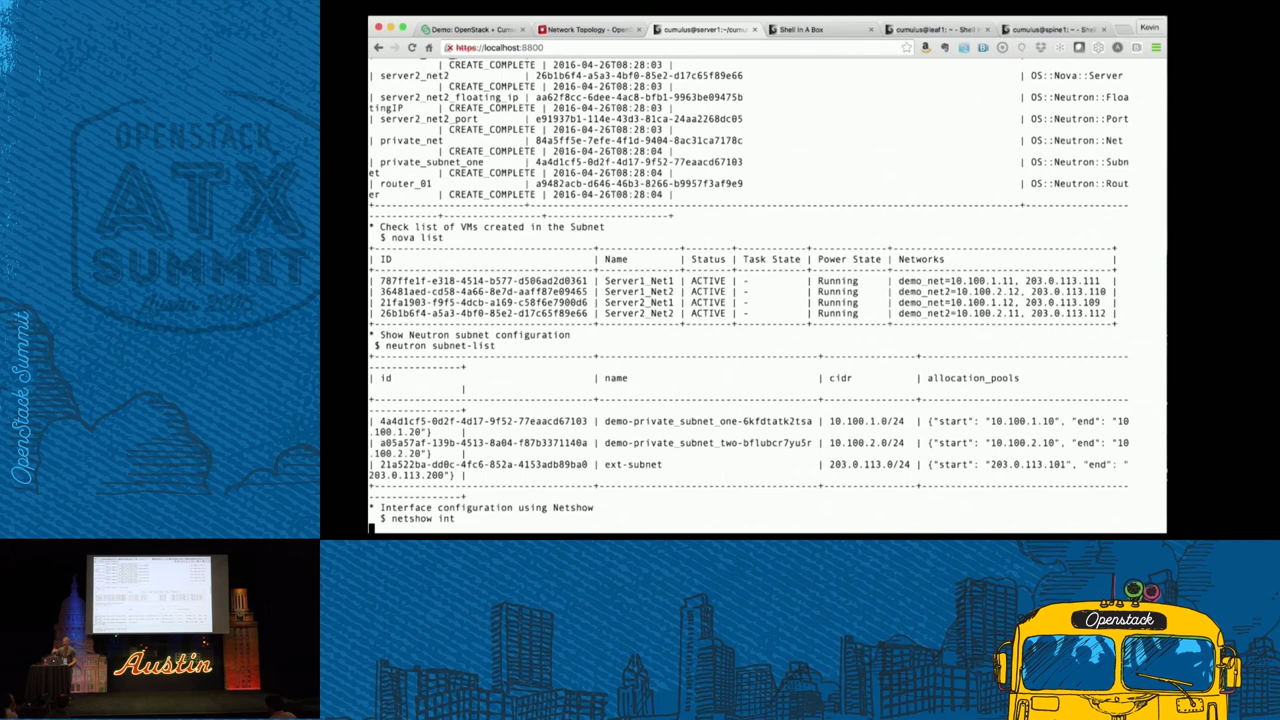 Demo: OpenStack + Cum
Network Topology - Open
cumulus@server1:~/cumu
Shell In A Box
cumulus@leaf1: ~ - Shell
cumulus@spine1: ~ - She
Kevin
https://localhost:8800
| CREATE_COMPLETE | 2016-04-26T08:28:03 |
| server2_net2 | 26b1b6f4-a5a3-4bf0-85e2-d17c65f89e66 | OS::Nova::Server
| CREATE_COMPLETE | 2016-04-26T08:28:03 |
| server2_net2_floating_ip | aa62f8cc-6dee-4ac8-bfb1-9963be09475b | OS::Neutron::Floa
tingIP | CREATE_COMPLETE | 2016-04-26T08:28:03 |
| server2_net2_port | e91937b1-114e-43d3-81ca-24aa2268dc05 | OS::Neutron::Port
| CREATE_COMPLETE | 2016-04-26T08:28:03 |
| private_net | 84a5ff5e-7efe-4f1d-9404-8ac31ca7178c | OS::Neutron::Net
| CREATE_COMPLETE | 2016-04-26T08:28:04 |
| private_subnet_one | 4a4d1cf5-0d2f-4d17-9f52-77eaacd67103 | OS::Neutron::Subn
et | CREATE_COMPLETE | 2016-04-26T08:28:04 |
| router_01 | a9482acb-d646-46b3-8266-b9957f3af9e9 | OS::Neutron::Rout
er | CREATE_COMPLETE | 2016-04-26T08:28:04 |
* Check list of VMs created in the Subnet
$ nova list
| ID | Name | Status | Task State | Power State | Networks
| 787ffe1f-e318-4514-b577-d506ad2d0361 | Server1_Net1 | ACTIVE | - | Running | demo_net=10.100.1.11, 203.0.113.111 |
| 36481aed-cd58-4a66-8e7d-aaff87e09465 | Server1_Net2 | ACTIVE | - | Running | demo_net2=10.100.2.12, 203.0.113.110 |
| 21fa1903-f9f5-4dcb-a169-c58f6e7900d6 | Server2_Net1 | ACTIVE | - | Running | demo_net=10.100.1.12, 203.0.113.109 |
| 26b1b6f4-a5a3-4bf0-85e2-d17c65f89e66 | Server2_Net2 | ACTIVE | - | Running | demo_net2=10.100.2.11, 203.0.113.112 |
* Show Neutron subnet configuration
$ neutron subnet-list
| id | name | cidr | allocation_pools
|
| 4a4d1cf5-0d2f-4d17-9f52-77eaacd67103 | demo-private_subnet_one-6kfdtatk2tsa | 10.100.1.0/24 | {"start": "10.100.1.10", "end": "10
.100.1.20"} |
| a05a57af-139b-4513-8a04-f87b3371140a | demo-private_subnet_two-bflubcr7yu5r | 10.100.2.0/24 | {"start": "10.100.2.10", "end": "10
.100.2.20"} |
| 21a522ba-dd0c-4fc6-852a-4153adb89ba0 | ext-subnet | 203.0.113.0/24 | {"start": "203.0.113.101", "end": "
203.0.113.200"} |
* Interface configuration using Netshow
$ netshow int
OPENSTACK
ATX
SUMMIT
OpenStack Summit
Austin
Openstack